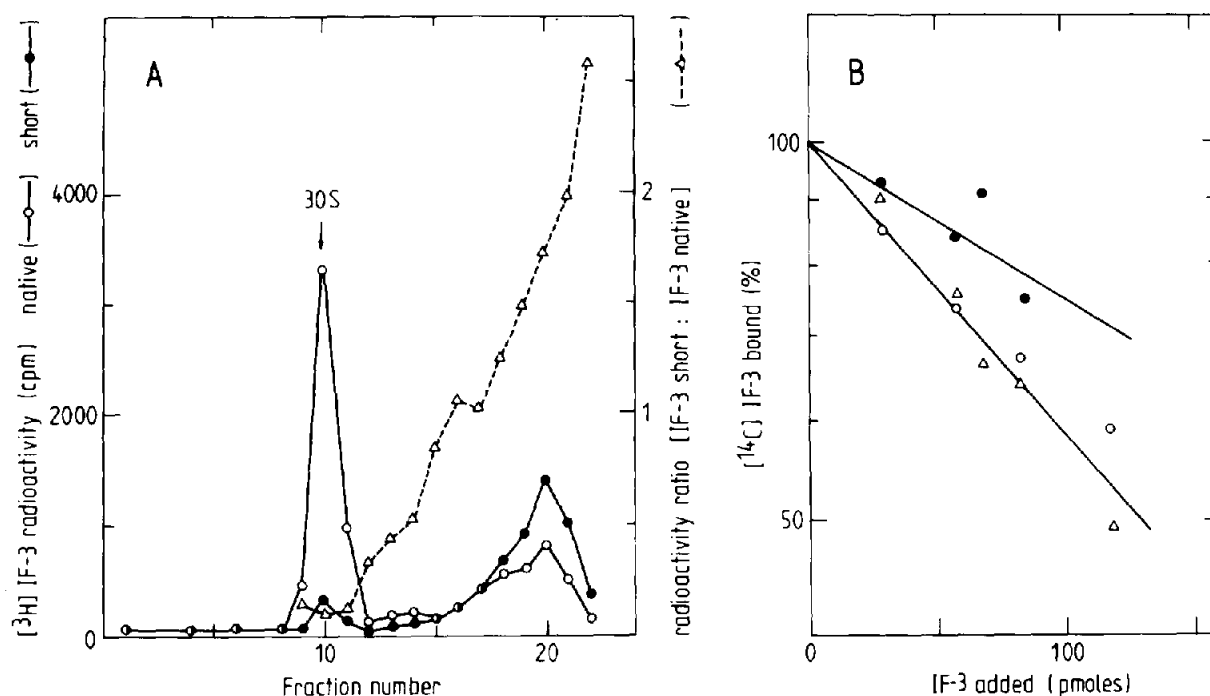 [³H] IF-3 radioactivity (cpm) native (—○—) short (—●—)
4000
2000
0
A
30S
10
20
Fraction number
2
1
radioactivity ratio [IF-3 short : IF-3 native] (---△---)
B
100
50
[¹⁴C] IF-3 bound (%)
0
50
100
IF-3 added (pmoles)